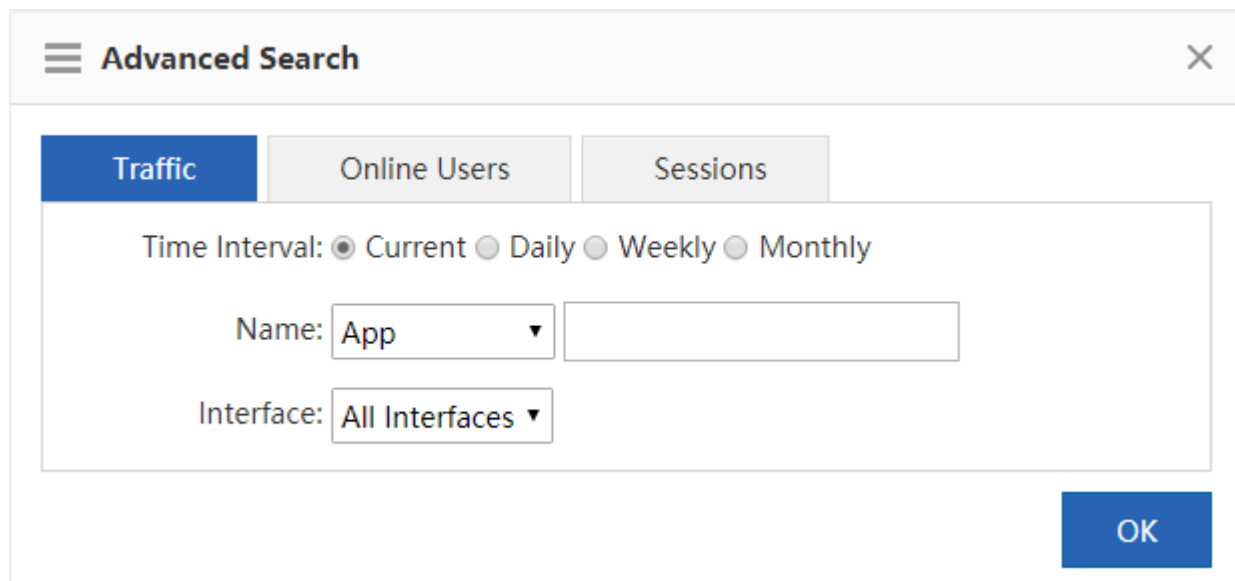 Advanced Search
Traffic Online Users Sessions
Time Interval: Current Daily Weekly Monthly
Name: App
Interface: All Interfaces
OK